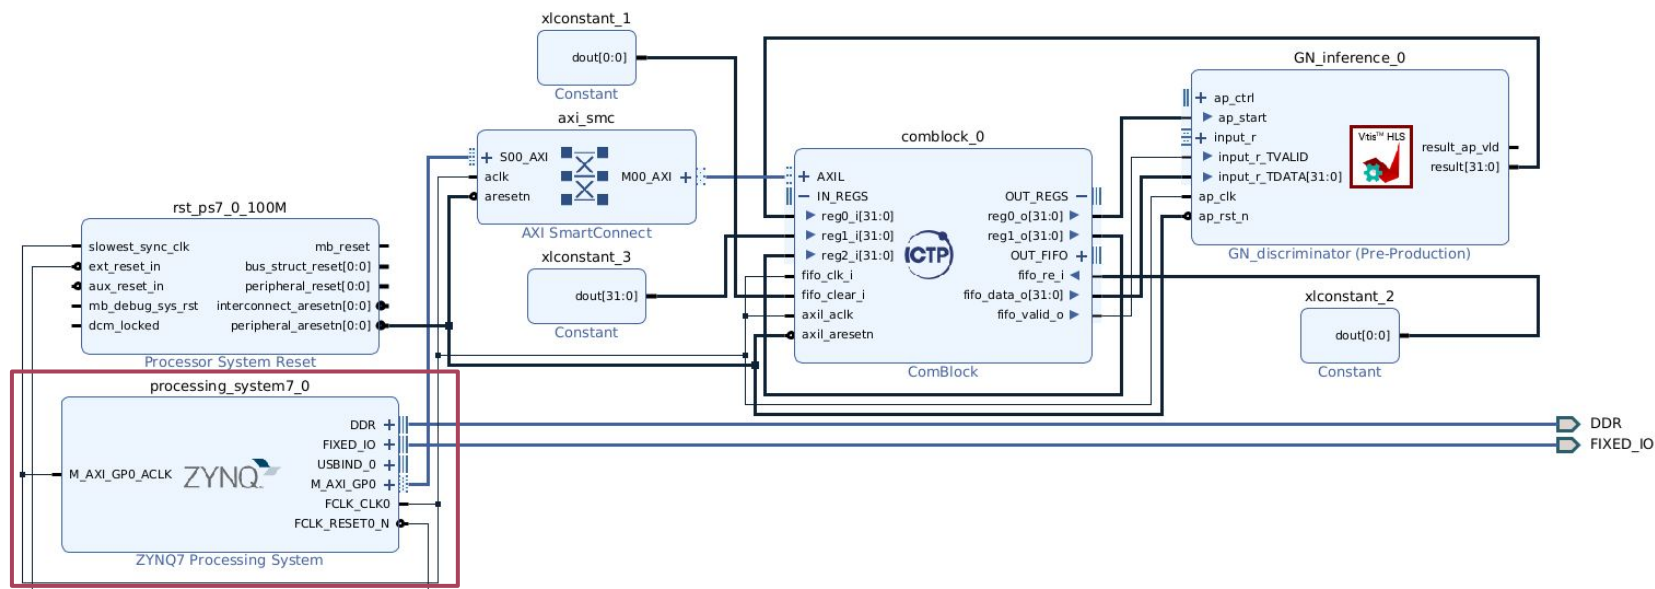 xlconstant_1
dout[0:0]
Constant
axi_smc
S00_AXI
aclk
aresetn
M00_AXI
AXI SmartConnect
xlconstant_3
dout[31:0]
Constant
rst_ps7_0_100M
slowest_sync_clk
ext_reset_in
aux_reset_in
mb_debug_sys_rst
dcm_locked
mb_reset
bus_struct_reset[0:0]
peripheral_reset[0:0]
interconnect_aresetn[0:0]
peripheral_aresetn[0:0]
Processor System Reset
processing_system7_0
M_AXI_GP0_ACLK
ZYNQ
DDR
FIXED_IO
USBIND_0
M_AXI_GP0
FCLK_CLK0
FCLK_RESET0_N
ZYNQ7 Processing System
comblock_0
AXIL
IN_REGS
reg0_i[31:0]
reg1_i[31:0]
reg2_i[31:0]
fifo_clk_i
fifo_clear_i
axil_aclk
axil_aresetn
ICTP
OUT_REGS
reg0_o[31:0]
reg1_o[31:0]
OUT_FIFO
fifo_re_i
fifo_data_o[31:0]
fifo_valid_o
ComBlock
GN_inference_0
ap_ctrl
ap_start
input_r
input_r_TVALID
input_r_TDATA[31:0]
ap_clk
ap_rst_n
Vitis™ HLS
result_ap_vld
result[31:0]
GN_discriminator (Pre-Production)
xlconstant_2
dout[0:0]
Constant
DDR
FIXED_IO